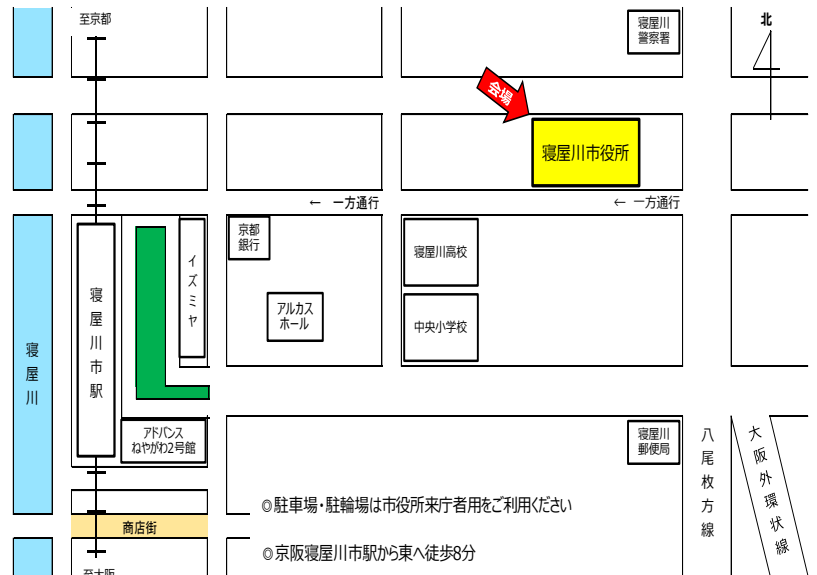 至京都
寝屋川
警察署
北
会場
寝屋川市役所
← 一方通行
← 一方通行
京都
銀行
イズミヤ
寝屋川高校
寝屋川市駅
アルカス
ホール
中央小学校
寝屋川
アドバンス
ねやがわ2号館
寝屋川
郵便局
八尾枚方線
大阪外環状線
◎駐車場・駐輪場は市役所来庁者用をご利用ください
商店街
◎京阪寝屋川市駅から東へ徒歩8分
至大阪